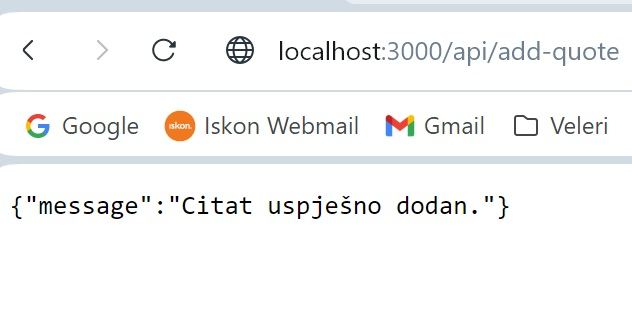 localhost:3000/api/add-quote
Google iskon. Iskon Webmail Gmail Veleri
{"message":"Citat uspješno dodan."}